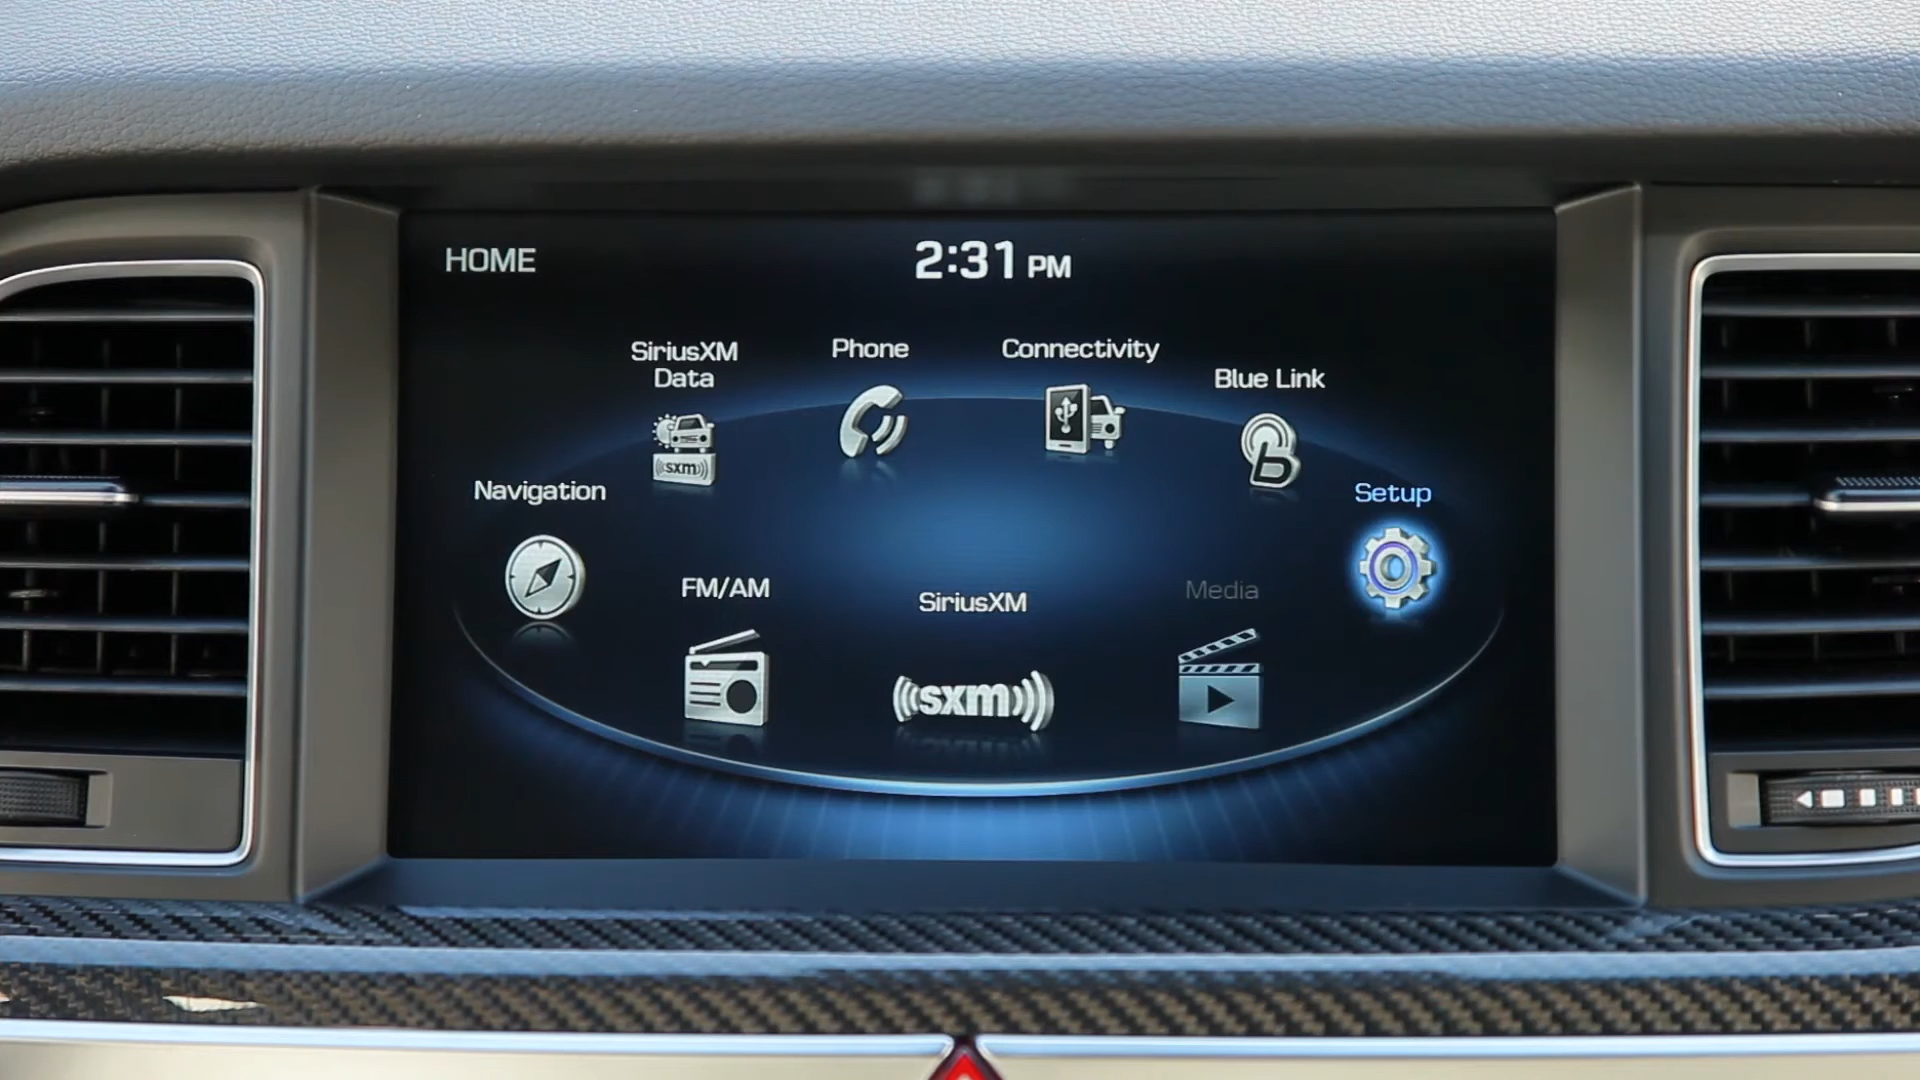 HOME
2:31 PM
SiriusXM
Data
Phone
Connectivity
Blue Link
Navigation
Setup
FM/AM
SiriusXM
Media
sxm
sxm
b